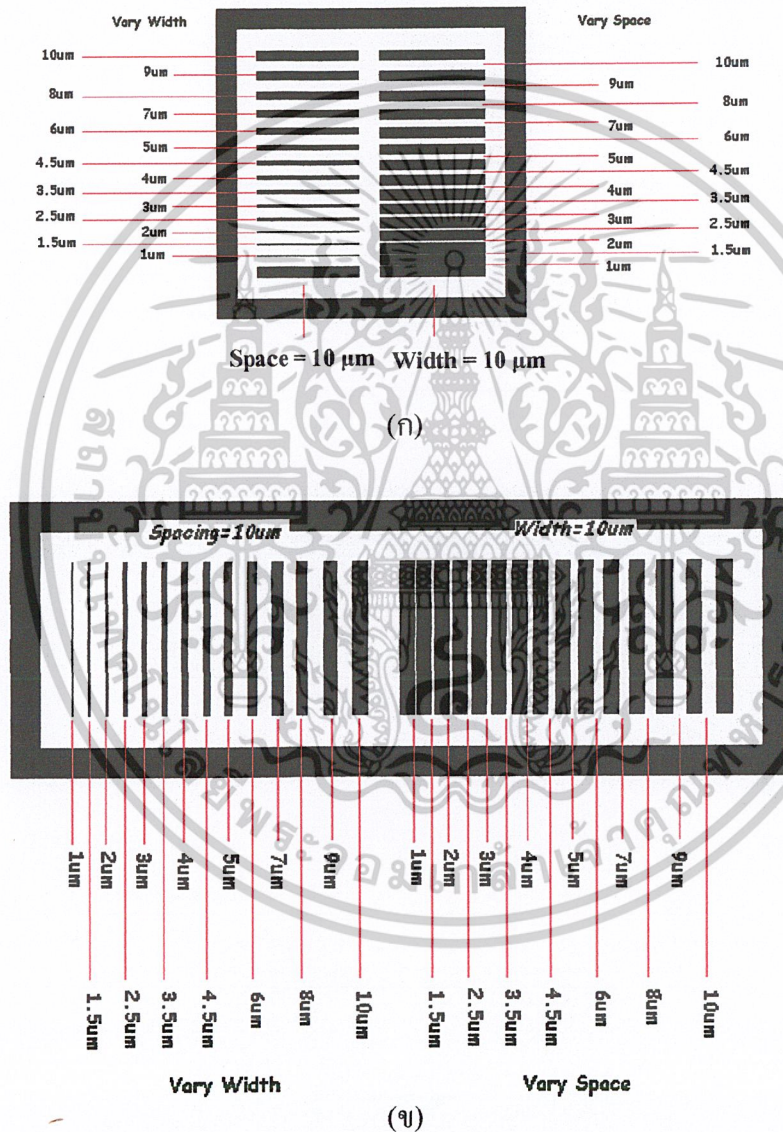 Vary Width
Vary Space
10um
9um
8um
7um
6um
5um
4.5um
4um
3.5um
3um
2.5um
2um
1.5um
1um
10um
9um
8um
7um
6um
5um
4.5um
4um
3.5um
3um
2.5um
2um
1.5um
1um
Space = 10 µm Width = 10 µm
(ก)
Spacing=10um
Width=10um
1um
2um
3um
4um
5um
7um
9um
1um
2um
3um
4um
5um
7um
9um
1.5um
2.5um
3.5um
4.5um
6um
8um
10um
1.5um
2.5um
3.5um
4.5um
6um
8um
10um
Vary Width
Vary Space
(ข)